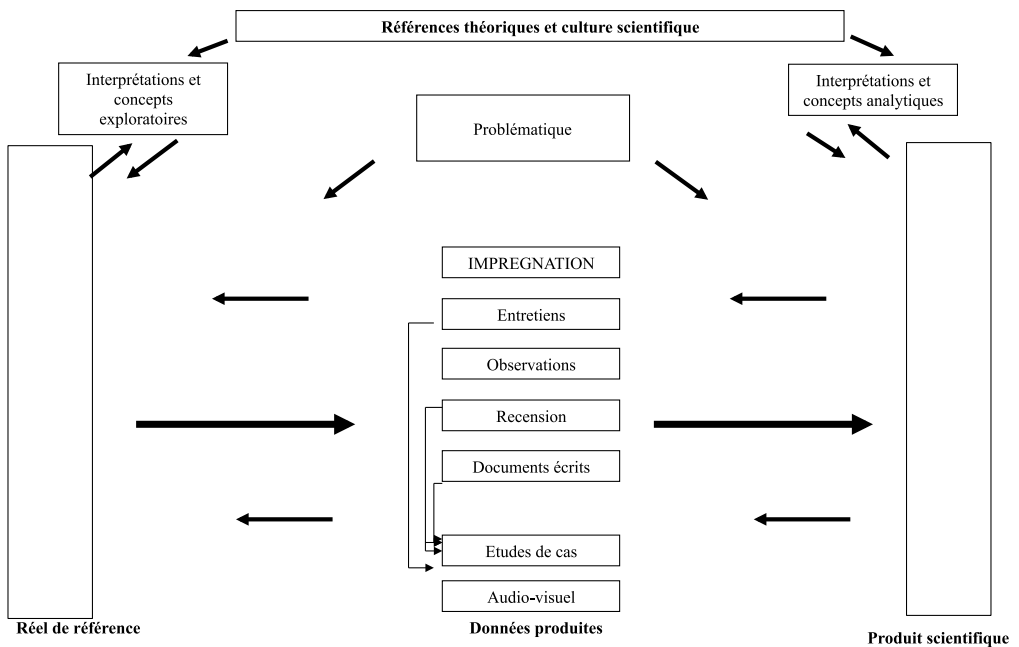 Références théoriques et culture scientifique
Interprétations et
concepts
exploratoires
Interprétations et
concepts analytiques
Problématique
IMPREGNATION
Entretiens
Observations
Recension
Documents écrits
Etudes de cas
Audio-visuel
Réel de référence
Données produites
Produit scientifique